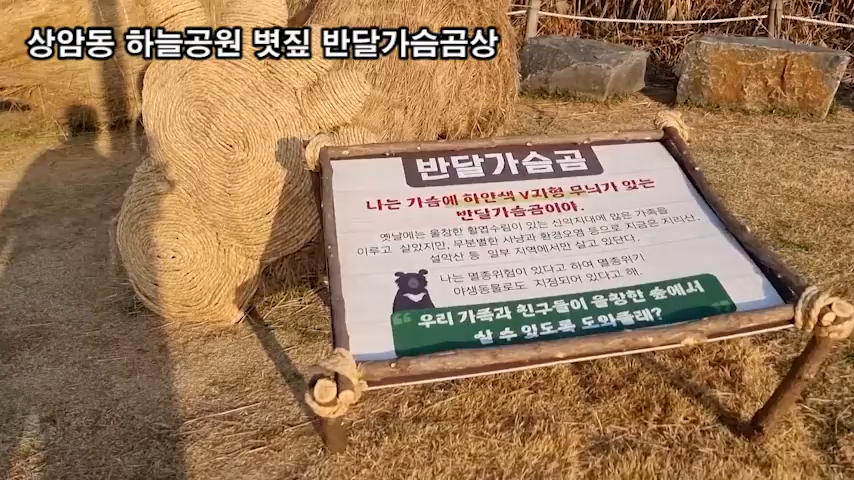 상암동 하늘공원 볏짚 반달가슴곰상
반달가슴곰
나는 가슴에 하얀색 V자형 무늬가 있는
반달가슴곰이야.
옛날에는 울창한 활엽수림이 있는 산악지대에 많은 가족을
이루고 살았지만, 무분별한 사냥과 환경오염 등으로 지금은 지리산,
설악산 등 일부 지역에서만 살고 있단다.
나는 멸종위험이 있다고 하여 멸종위기
야생동물로도 지정되어 있다고 해.
“우리 가족과 친구들이 울창한 숲에서
살 수 있도록 도와줄래?”